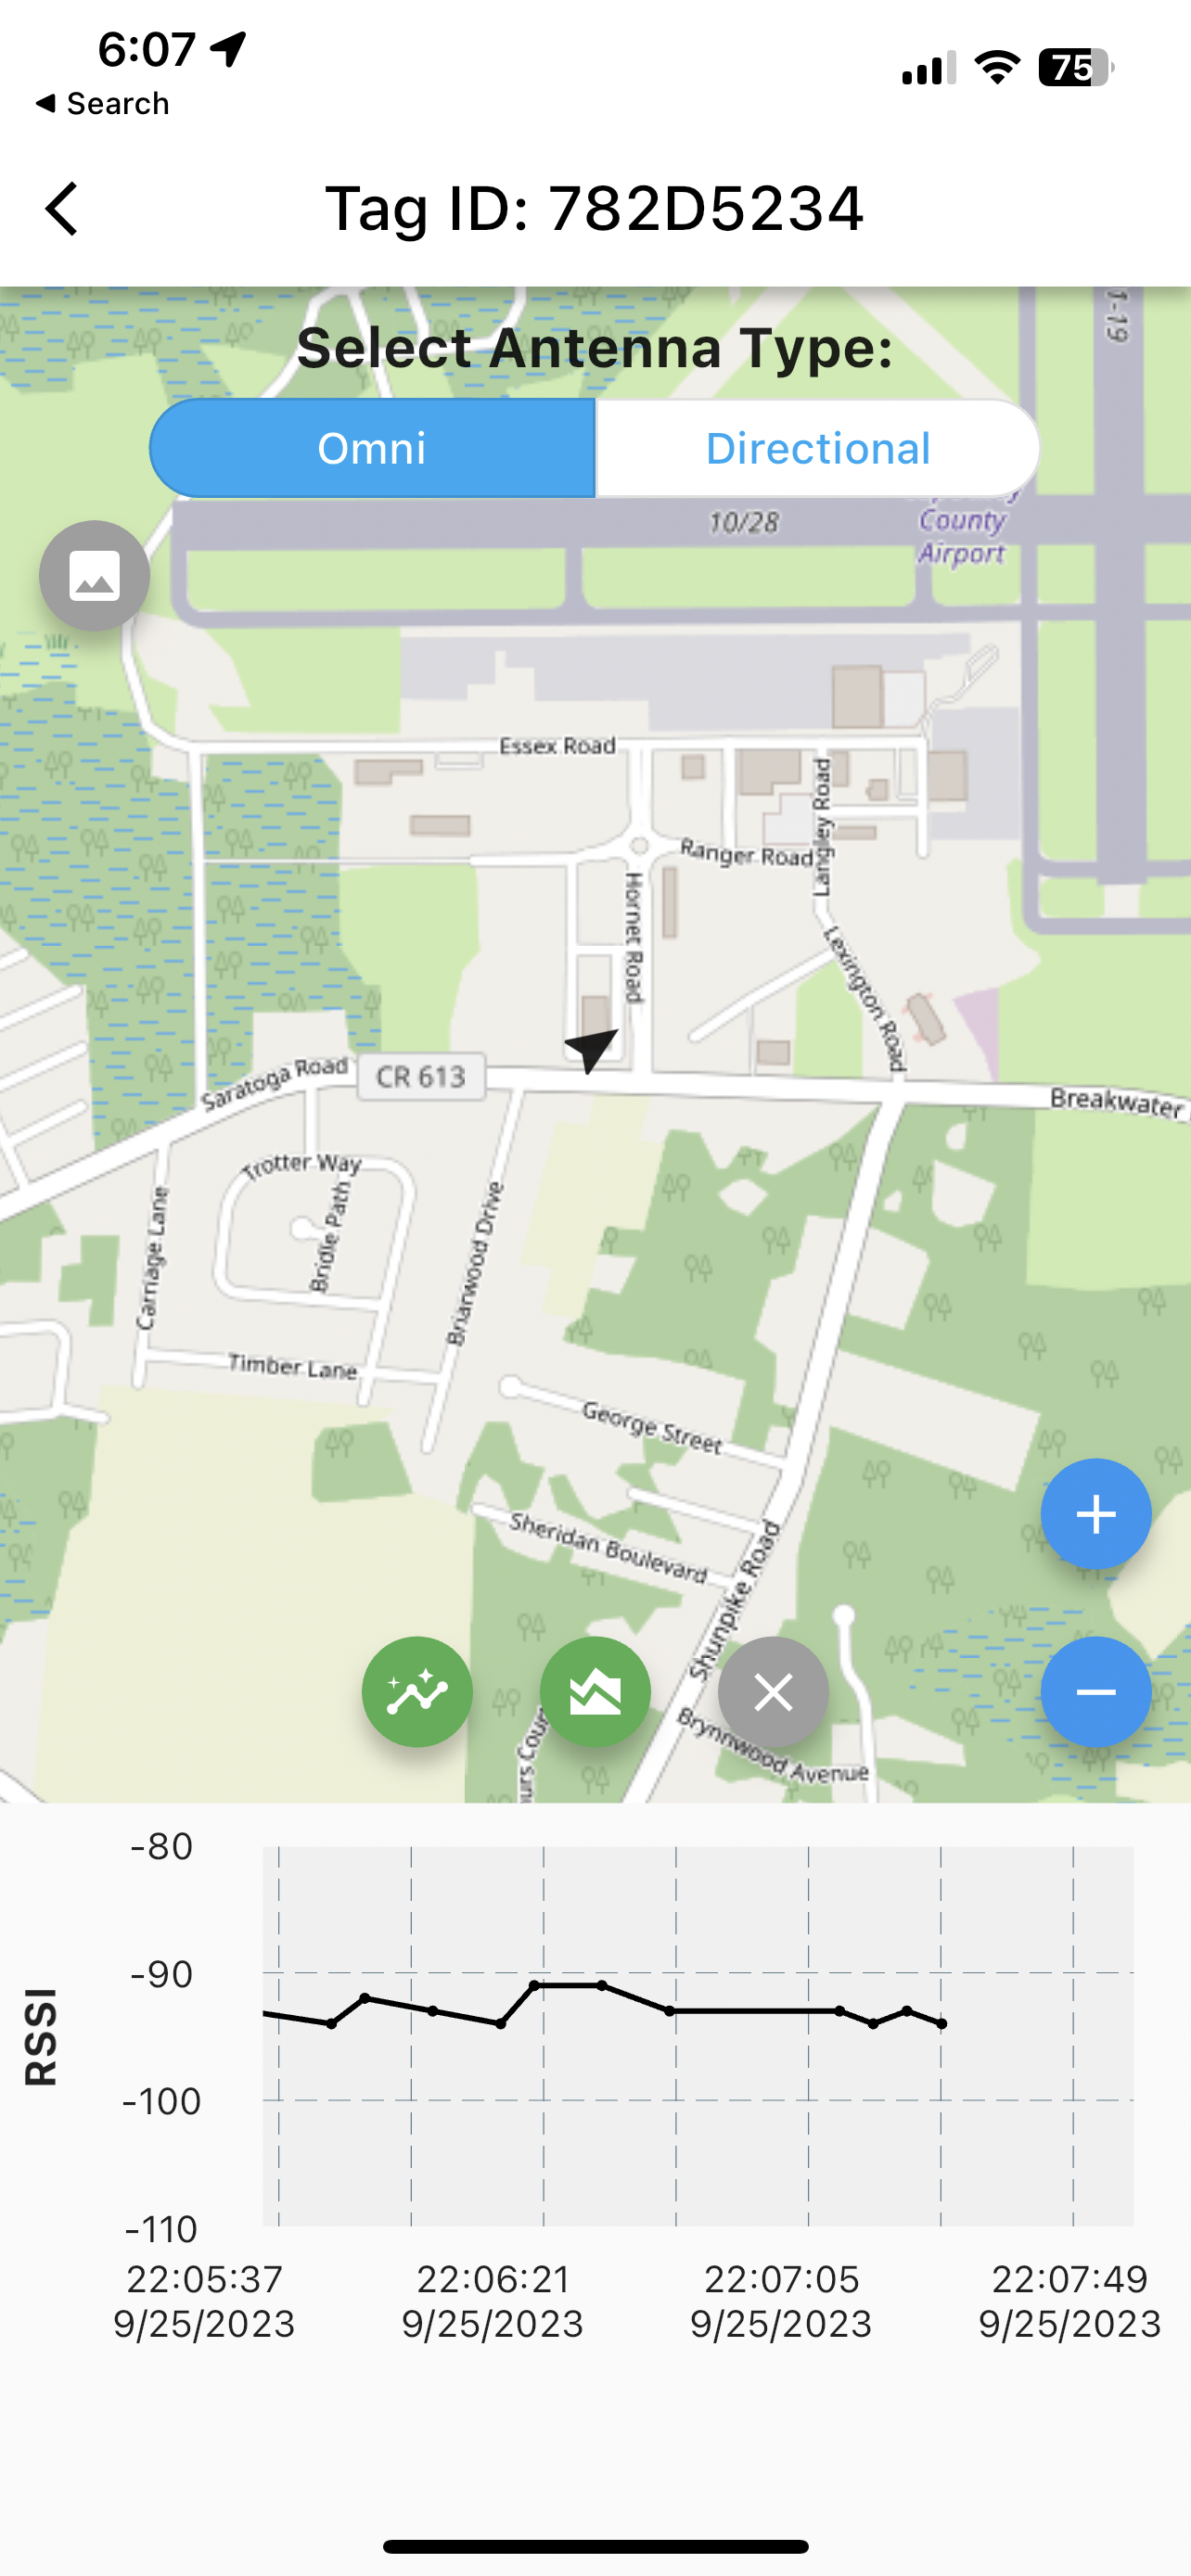 6:07
75
◀ Search
Tag ID: 782D5234
1-19
Select Antenna Type:
Omni
Directional
10/28
County
Airport
Essex Road
Ranger Road
Langley Road
Hornet Road
Lexington Road
Saratoga Road
CR 613
Breakwater
Trotter Way
Bridle Path
Carriage Lane
Briarwood Drive
Timber Lane
George Street
Sheridan Boulevard
Shunpike Road
Brynnwood Avenue
-80
-90
RSSI
-100
-110
22:05:37
22:06:21
22:07:05
22:07:49
9/25/2023
9/25/2023
9/25/2023
9/25/2023